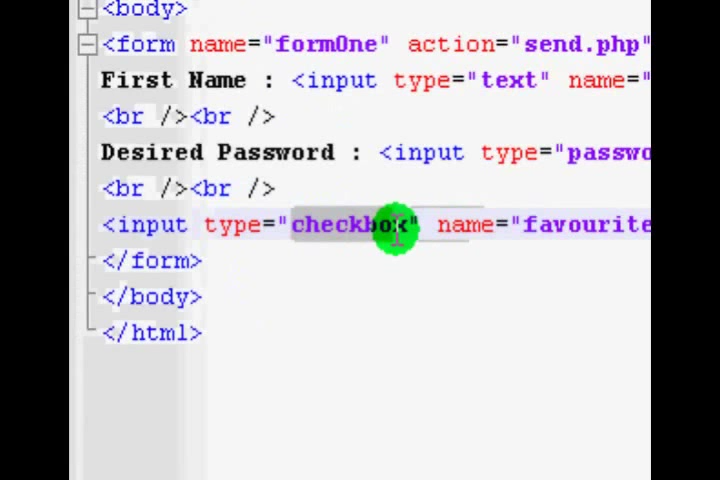 <body>
<form name="formOne" action="send.php"
First Name : <input type="text" name="
<br /><br />
Desired Password : <input type="passwo
<br /><br />
<input type="checkbox" name="favourite
</form>
</body>
</html>